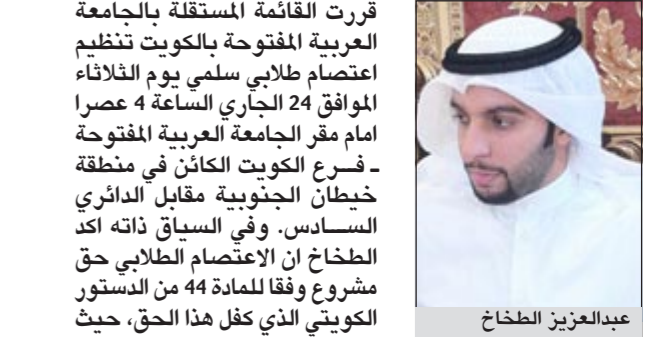 قررت القائمة المستقلة بالجامعة
العربية المفتوحة بالكويت تنظيم
اعتصام طلابي سلمي يوم الثلاثاء
الموافق 24 الجاري الساعة 4 عصرا
امام مقر الجامعة العربية المفتوحة
ـ فـــرع الكويت الكائن في منطقة
خيطان الجنوبية مقابل الدائري
الســـادس. وفي السياق ذاته اكد
الطخاخ ان الاعتصام الطلابي حق
مشروع وفقا للمادة 44 من الدستور
الكويتي الذي كفل هذا الحق، حيث
عبدالعزيز الطخاخ